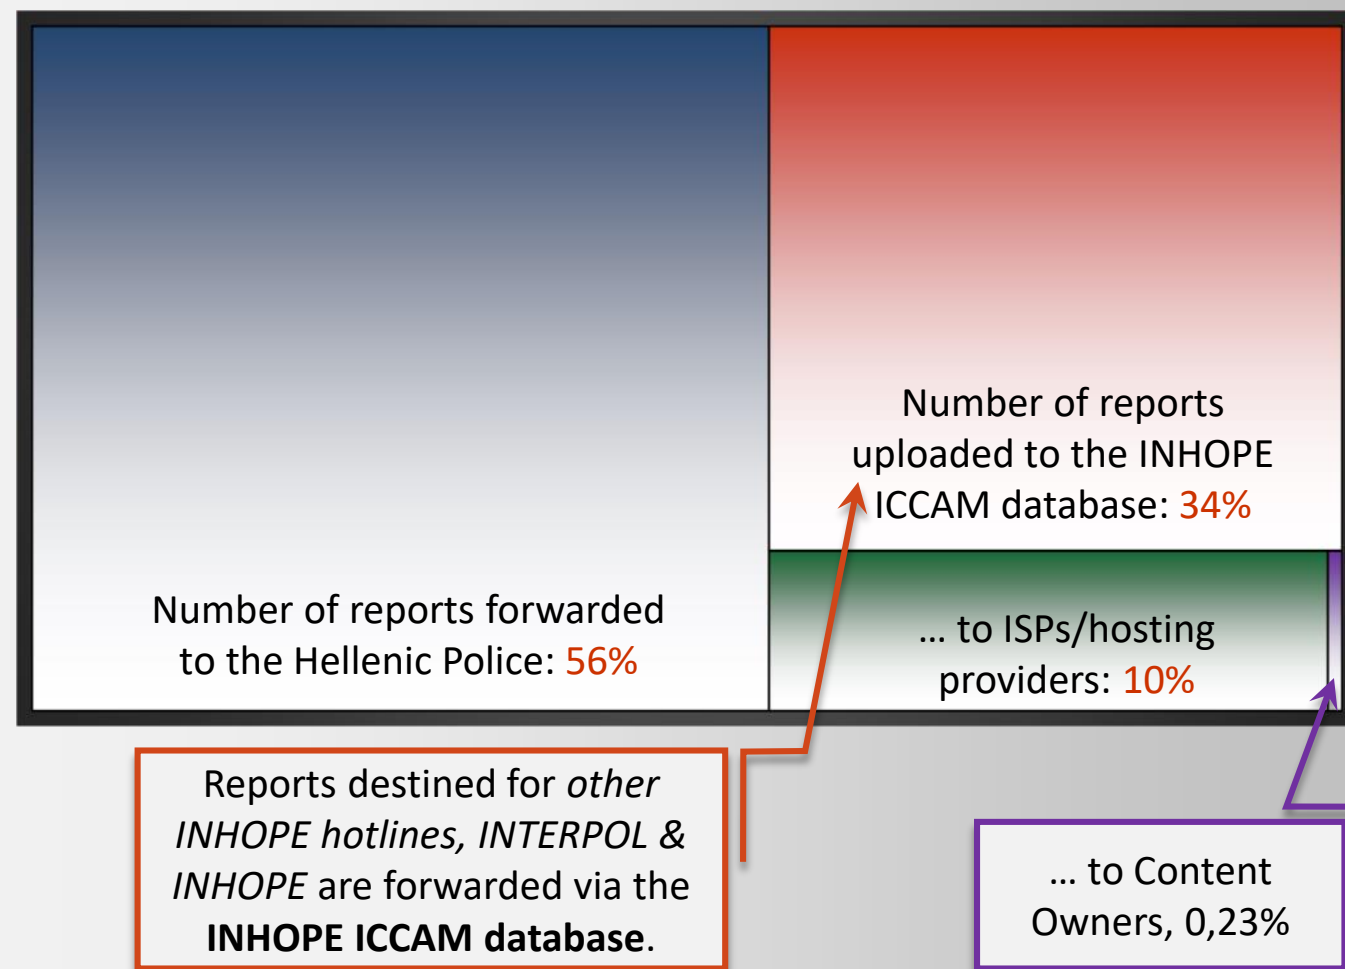 Number of reports forwarded
to the Hellenic Police: 56%
Number of reports
uploaded to the INHOPE
ICCAM database: 34%
… to ISPs/hosting
providers: 10%
Reports destined for other
INHOPE hotlines, INTERPOL &
INHOPE are forwarded via the
INHOPE ICCAM database.
… to Content
Owners, 0,23%